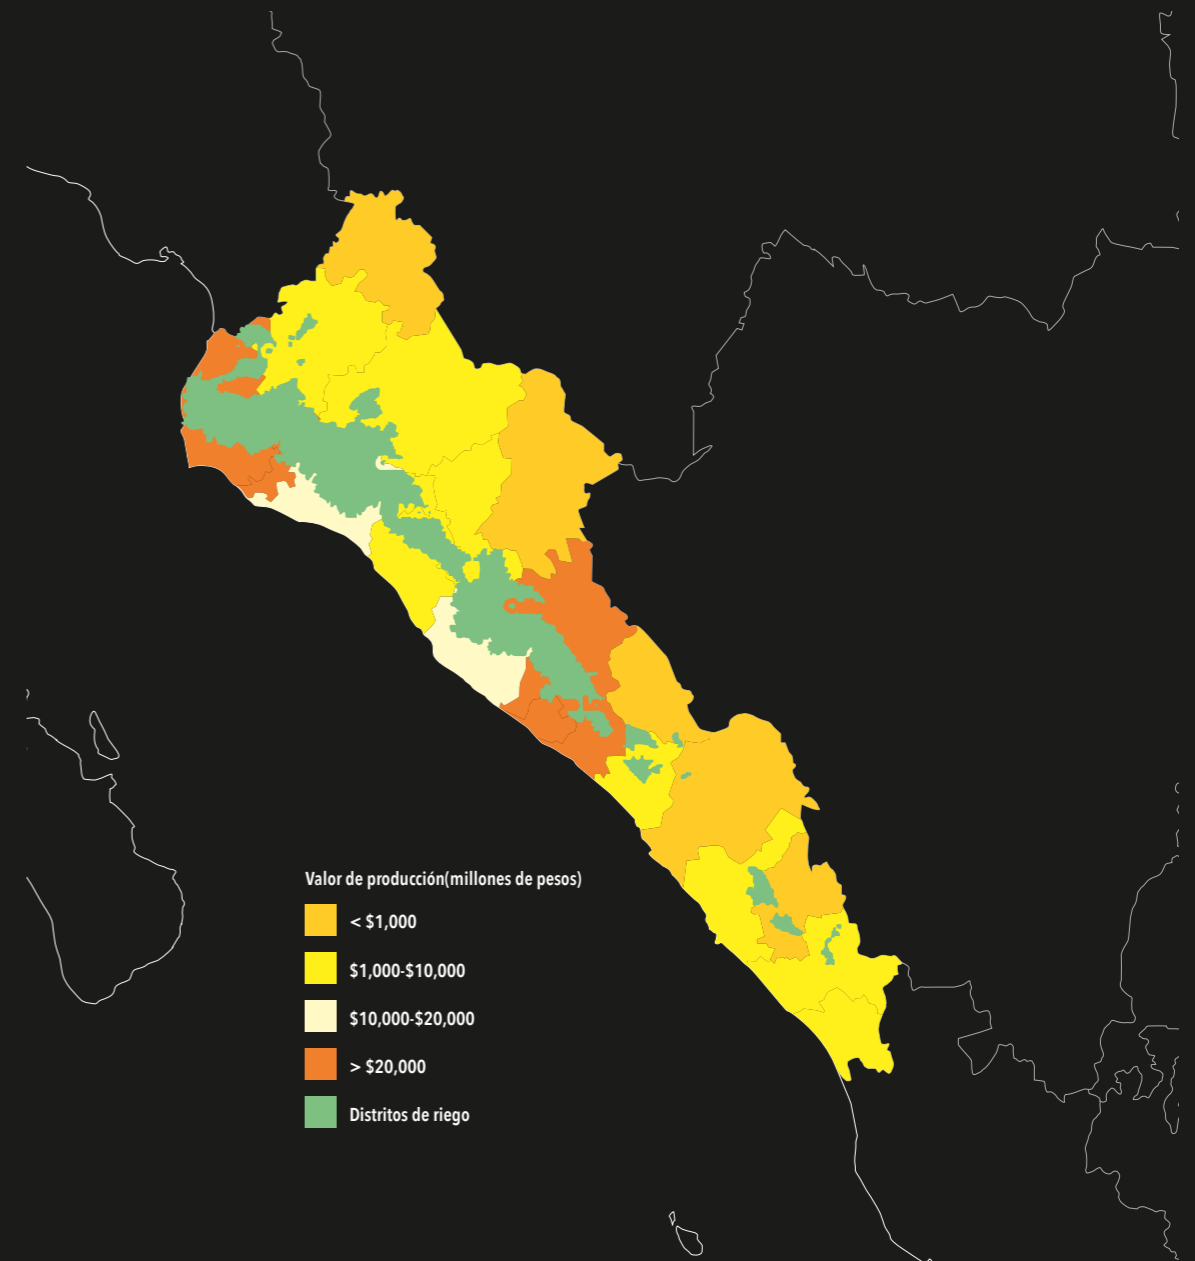 Valor de producción(millones de pesos)
< $1,000
$1,000-$10,000
$10,000-$20,000
> $20,000
Distritos de riego